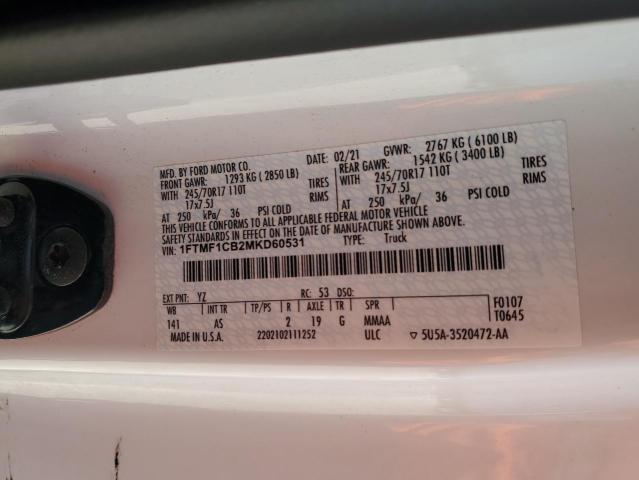 MFD. BY FORD MOTOR CO. DATE: 02/21 GVWR: 2767 KG (6100 LB)
FRONT GAWR: 1293 KG (2850 LB) REAR GAWR: 1542 KG (3400 LB)
WITH 245/70R17 110T TIRES WITH 245/70R17 110T TIRES
17x7.5J RIMS 17x7.5J RIMS
AT 250 kPa/ 36 PSI COLD AT 250 kPa/ 36 PSI COLD
THIS VEHICLE CONFORMS TO ALL APPLICABLE FEDERAL MOTOR VEHICLE
SAFETY AND THEFT PREVENTION STANDARDS IN EFFECT ON THE DATE OF MANUFACTURE SHOWN ABOVE.
VIN: 1FTMF1CB2MKD60531 TYPE: Truck
EXT PNT: YZ RC: 53 DSO:
WB INT TR TP/PS R AXLE TR SPR F0107
141 AS 2 19 G MMAA T0645
MADE IN U.S.A. 220210211252 ULC ▽ 5U5A-3520472-AA